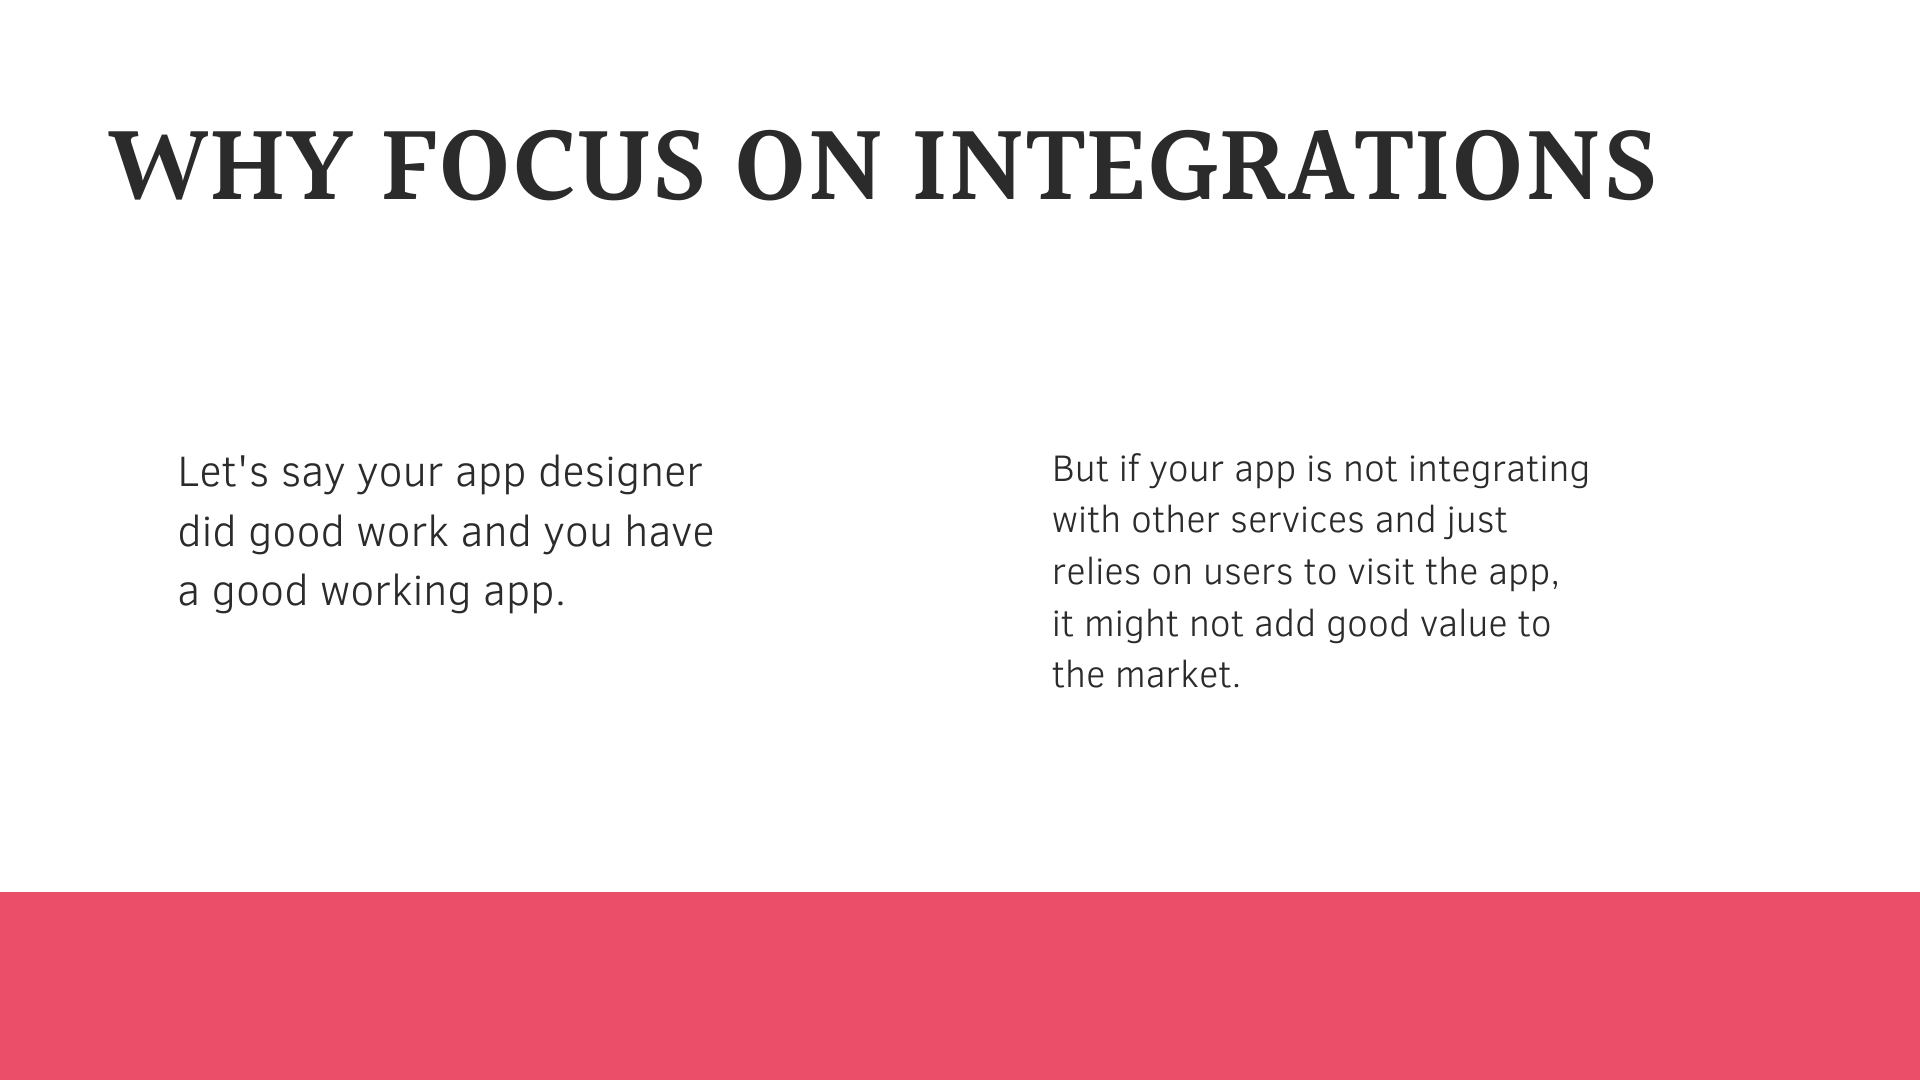 WHY FOCUS ON INTEGRATIONS
Let's say your app designer
did good work and you have
a good working app.
But if your app is not integrating
with other services and just
relies on users to visit the app,
it might not add good value to
the market.